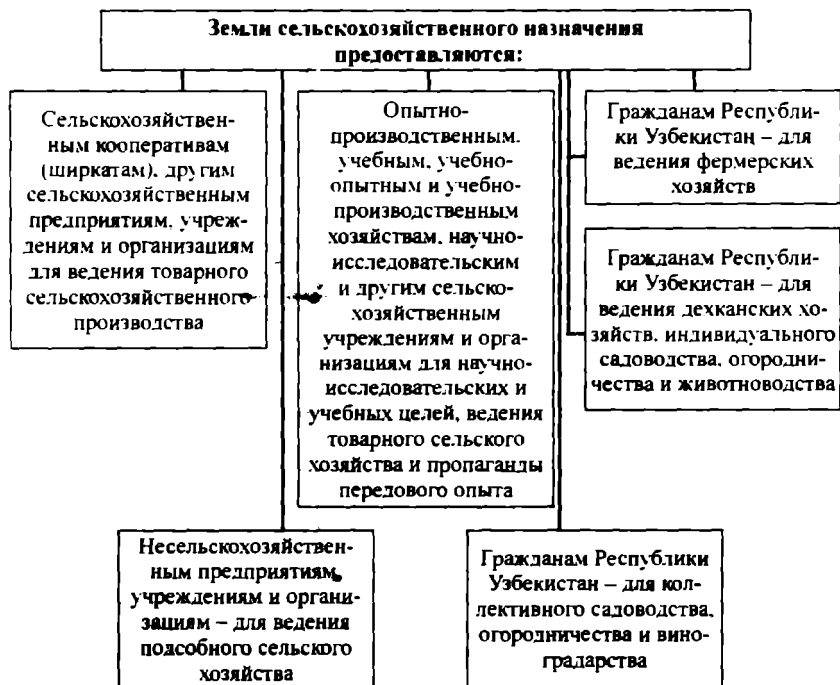 Земли сельскохозяйственного назначения
предоставляются:
Сельскохозяйствен-
ным кооперативам
(ширкатам), другим
сельскохозяйственным
предприятиям, учреж-
дениям и организациям
для ведения товарного
сельскохозяйственного
производства
Опытно-
производственным,
учебным, учебно-
опытным и учебно-
производственным
хозяйствам, научно-
исследовательским
и другим сельско-
хозяйственным
учреждениям и орга-
низациям для научно-
исследовательских и
учебных целей, ведения
товарного сельского
хозяйства и пропаганды
передового опыта
Гражданам Республи-
ки Узбекистан – для
ведения фермерских
хозяйств
Гражданам Республи-
ки Узбекистан – для
ведения дехканских хо-
зяйств, индивидуального
садоводства, огородни-
чества и животноводства
Несельскохозяйствен-
ным предприятиям,
учреждениям и органи-
зациям – для ведения
подсобного сельского
хозяйства
Гражданам Республики
Узбекистан – для кол-
лективного садоводства,
огородничества и вино-
градарства